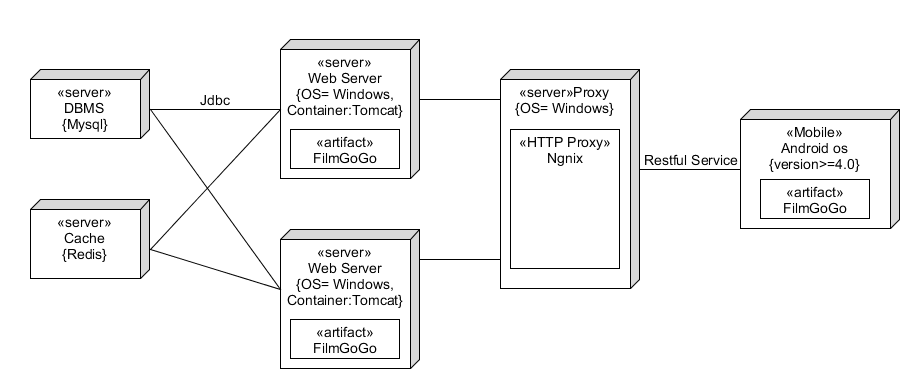 «server»
DBMS
{Mysql}
Jdbc
«server»
Cache
{Redis}
«server»
Web Server
{OS= Windows,
Container:Tomcat}
«artifact»
FilmGoGo
«server»
Web Server
{OS= Windows,
Container:Tomcat}
«artifact»
FilmGoGo
«server»Proxy
{OS= Windows}
«HTTP Proxy»
Ngnix
Restful Service
«Mobile»
Android os
{version>=4.0}
«artifact»
FilmGoGo